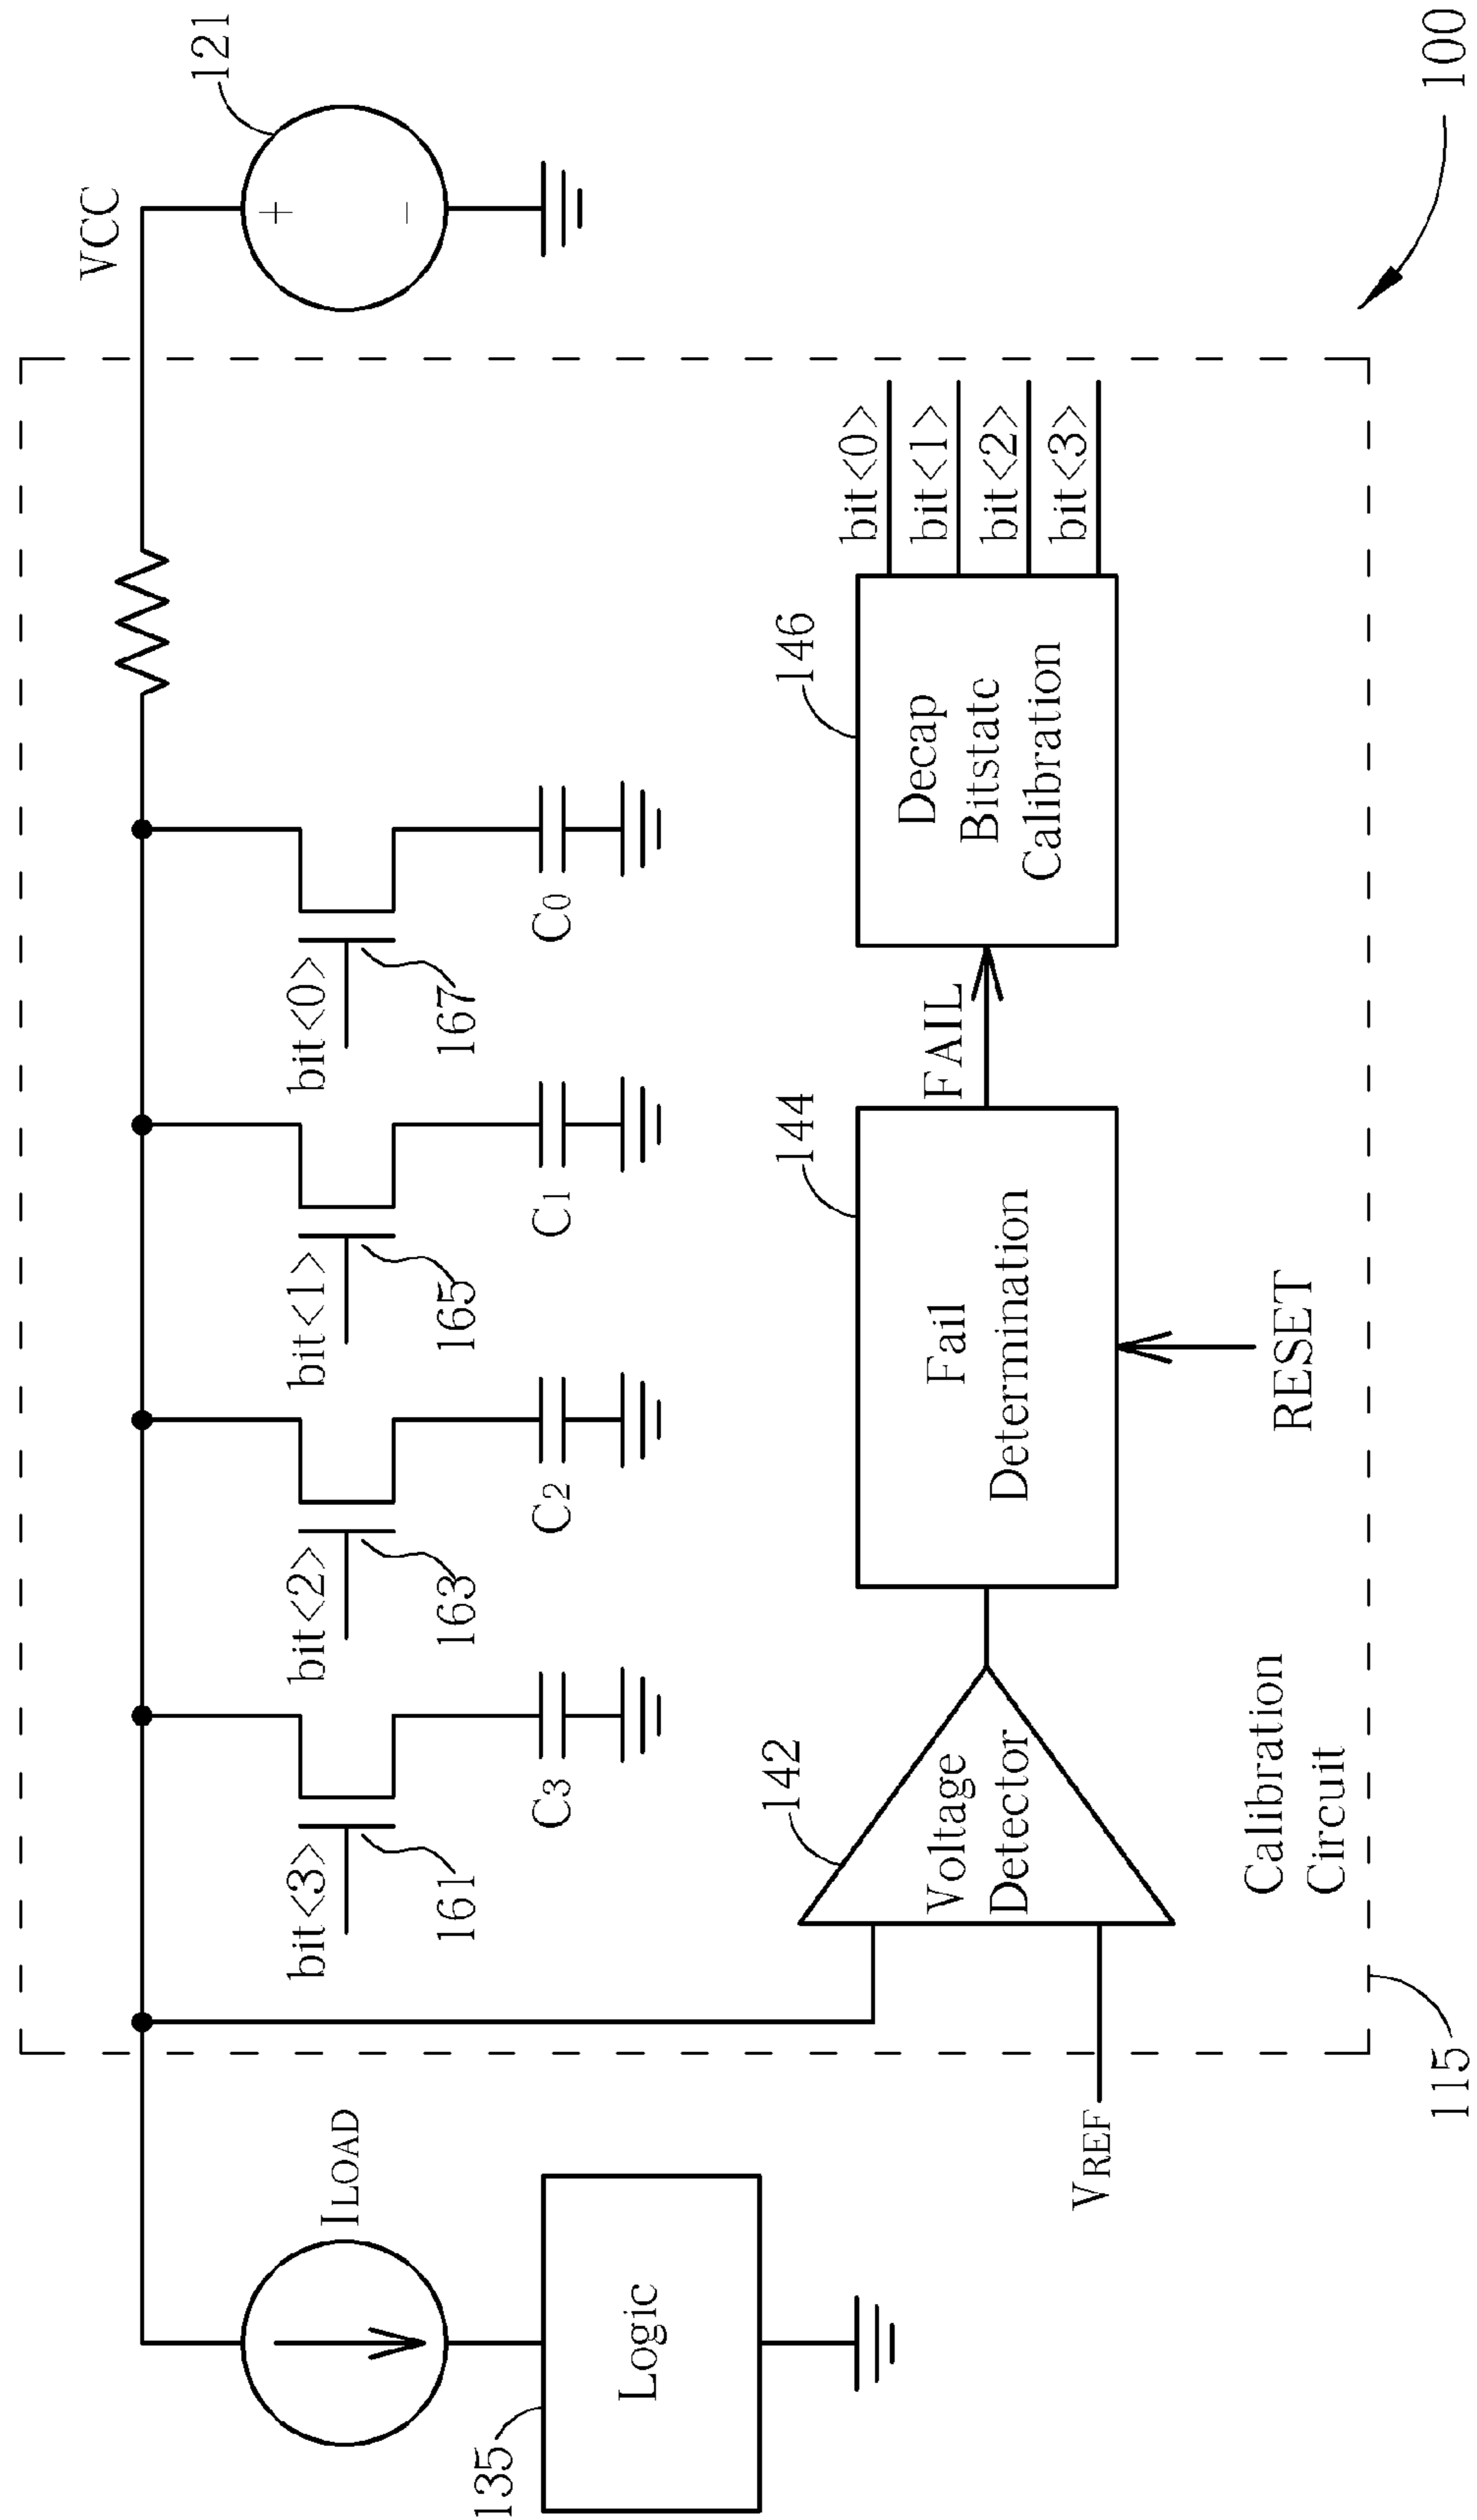 VCC
121
bit<3>
161
C3
bit<2>
163
C2
bit<1>
165
C1
bit<0>
167
C0
ILOAD
135
Logic
VREF
142
Voltage
Detector
144
Fail
Determination
RESET
FAIL
146
Decap
Bitstate
Calibration
bit<0>
bit<1>
bit<2>
bit<3>
Calibration
Circuit
115
100